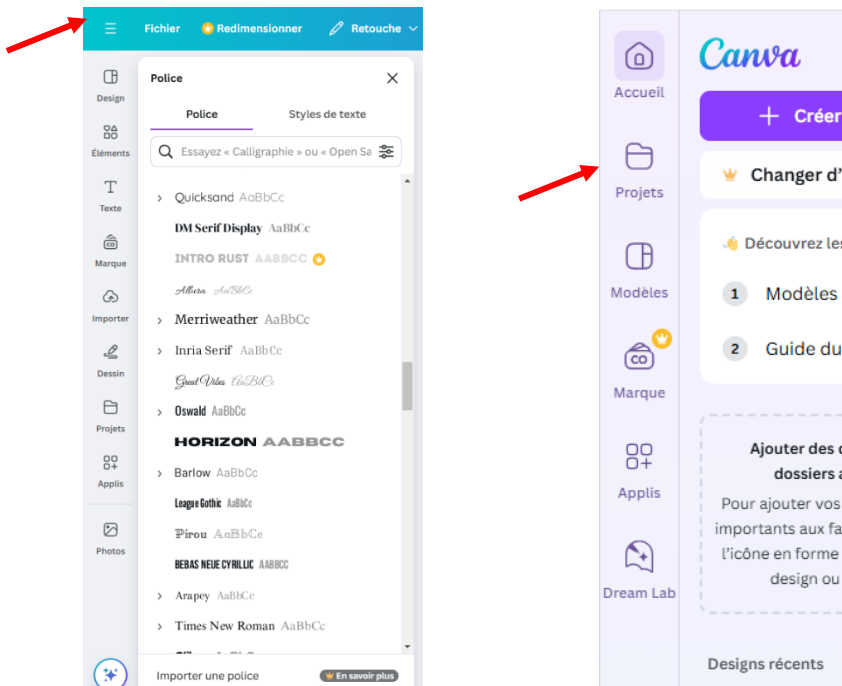 Fichier Redimensionner Retouche
Design
Éléments
Texte
CO
Marque
Importer
Dessin
Projets
Applis
Photos
Police
Police Styles de texte
Essayez « Calligraphie » ou « Open Sa
Quicksand AaBbCc
DM Serif Display AaBbCc
INTRO RUST AABBCC
Allura AaBbCc
Merriweather AaBbCc
Inria Serif AaBbCc
Great Vibes AaBbCc
Oswald AaBbCc
HORIZON AABBCC
Barlow AaBbCc
League Gothic AaBbCc
Pirou AaBbCc
BEBAS NEUE CYRILLIC AABBCC
Arapey AaBbCc
Times New Roman AaBbCc
Importer une police En savoir plus
Accueil
Projets
Modèles
CO
Marque
Applis
Dream Lab
Canva
Créer
Changer d'
Découvrez les
1 Modèles
2 Guide du
Ajouter des
dossiers
Pour ajouter vos
importants aux fa
l'icône en forme
design ou
Designs récents